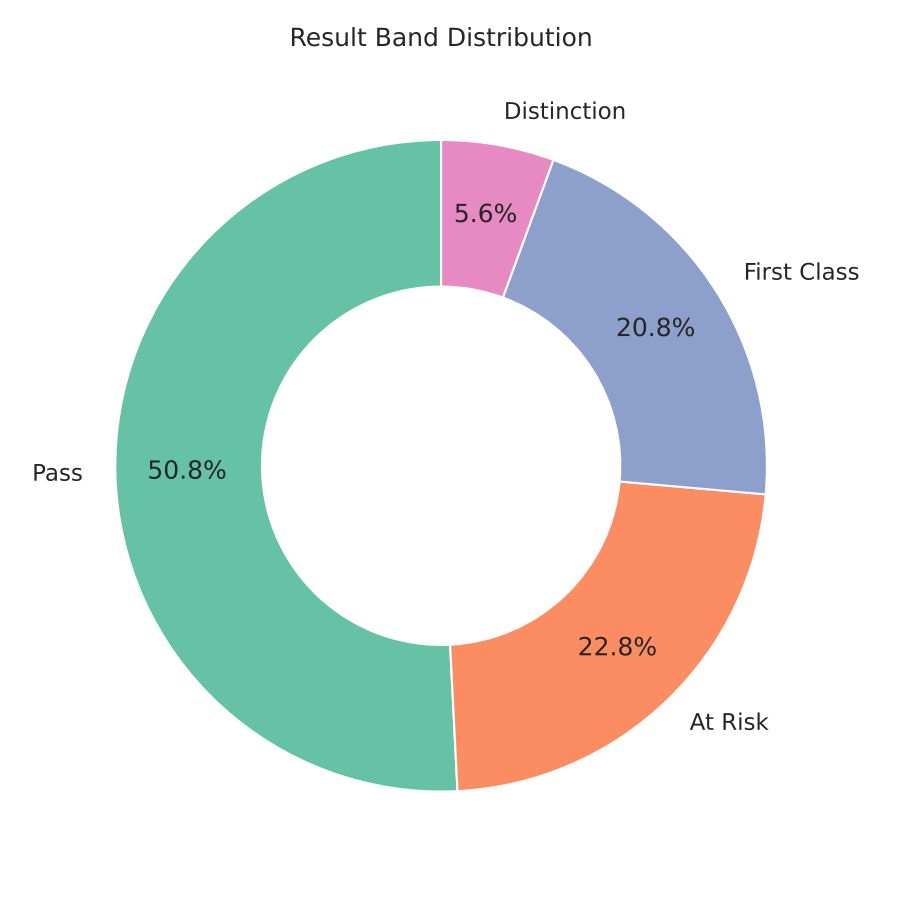 Result Band Distribution
Distinction
5.6%
First Class
20.8%
Pass
50.8%
22.8%
At Risk